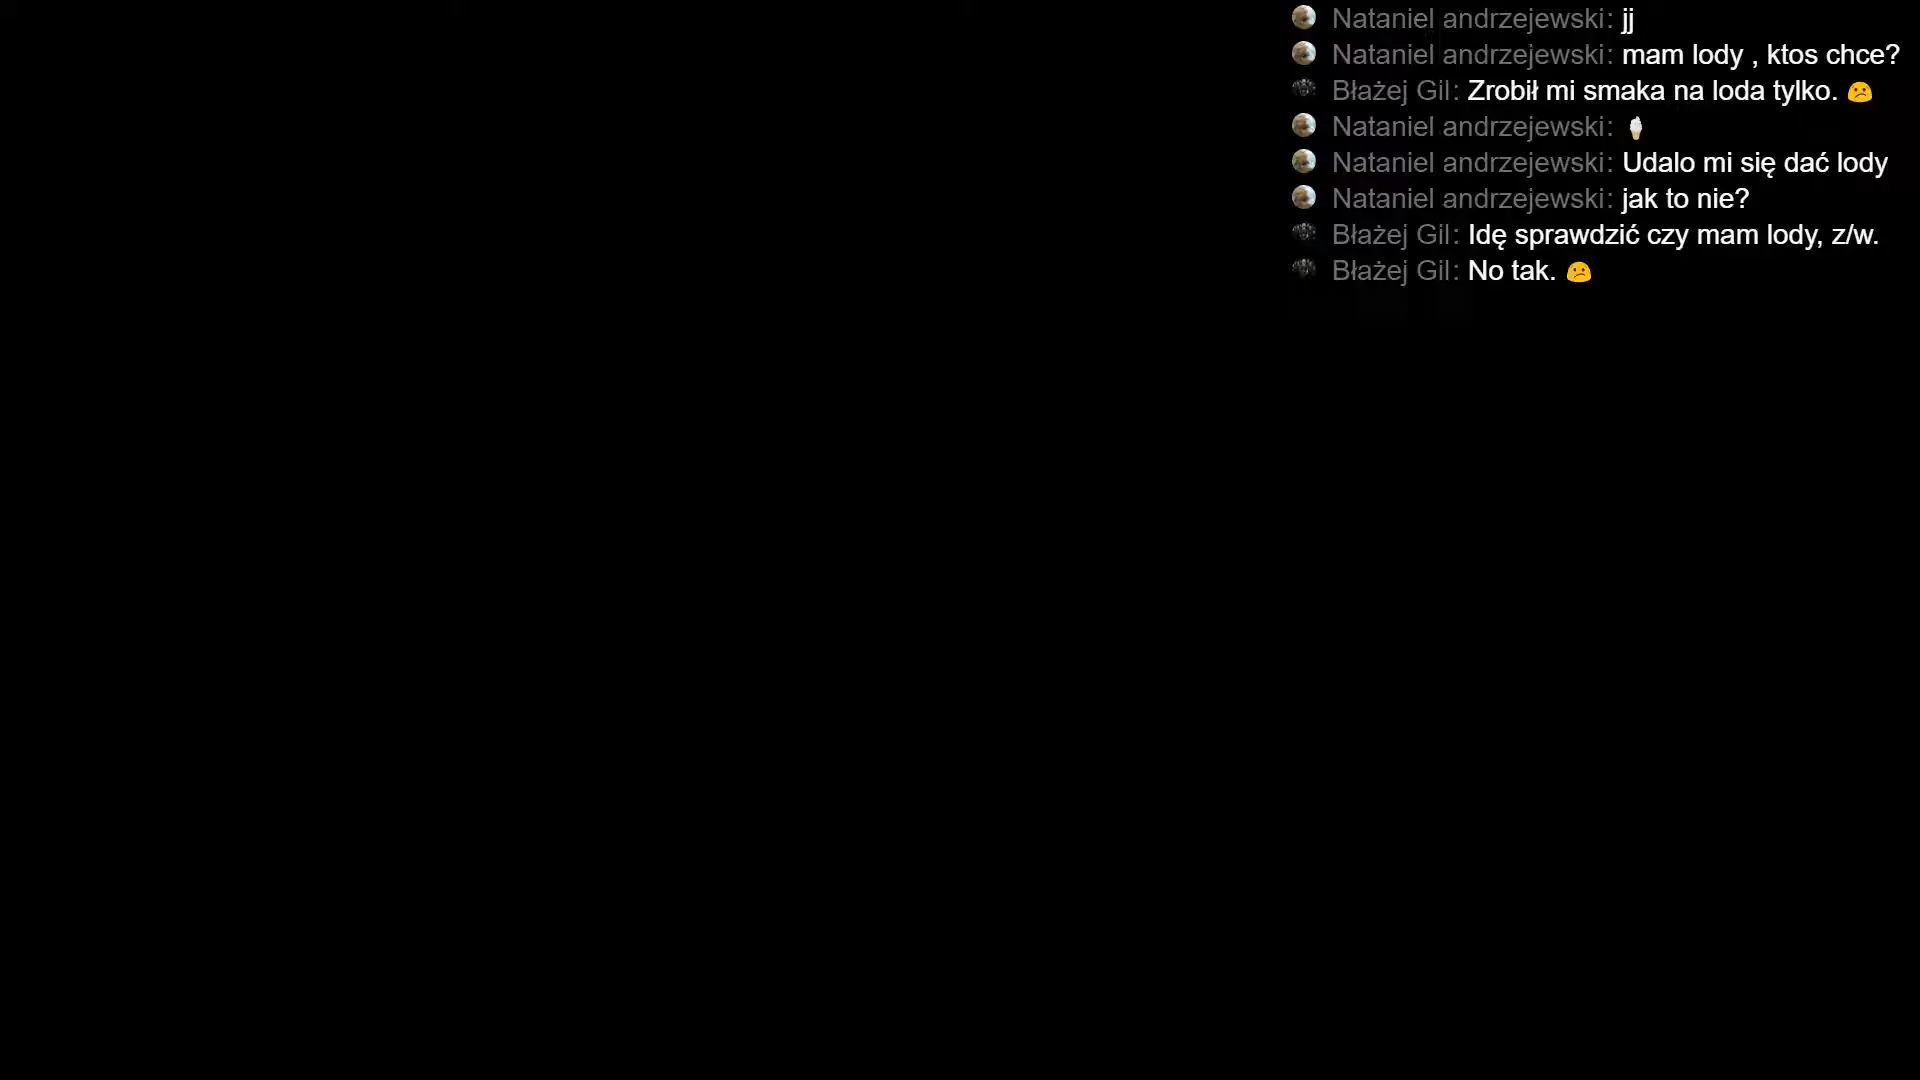 Nataniel andrzejewski: jj
Nataniel andrzejewski: mam lody , ktos chce?
Błażej Gil: Zrobił mi smaka na loda tylko. 😕
Nataniel andrzejewski: 🍦
Nataniel andrzejewski: Udalo mi się dać lody
Nataniel andrzejewski: jak to nie?
Błażej Gil: Idę sprawdzić czy mam lody, z/w.
Błażej Gil: No tak. 😕